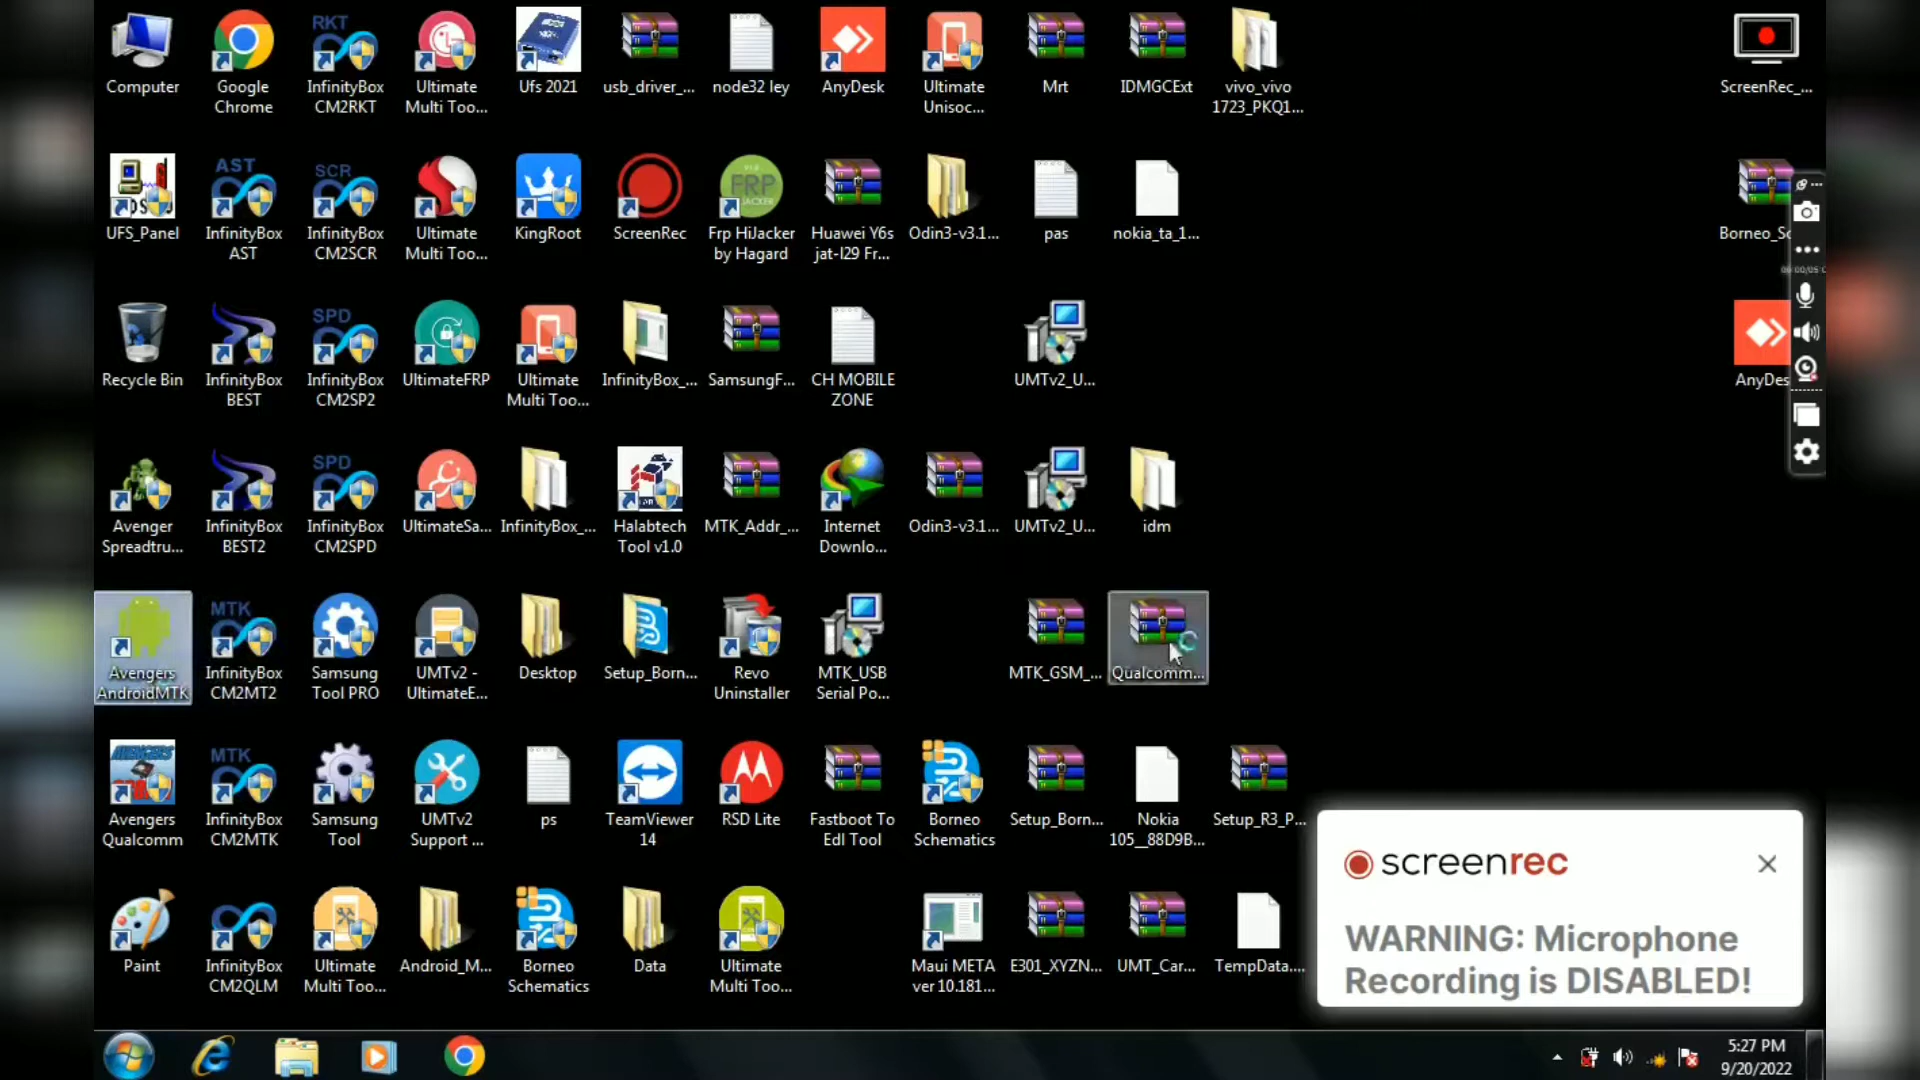 Computer
Google
Chrome
RKT
InfinityBox
CM2RKT
Ultimate
Multi Too...
Ufs 2021
usb_driver_...
node32 ley
AnyDesk
Ultimate
Unisoc...
Mrt
IDMGCExt
vivo_vivo
1723_PKQ1...
ScreenRec_...
UFS_Panel
AST
InfinityBox
AST
SCR
InfinityBox
CM2SCR
Ultimate
Multi Too...
KingRoot
ScreenRec
FRP
Frp HiJacker
by Hagard
Huawei Y6s
jat-l29 Fr...
Odin3-v3.1...
pas
nokia_ta_1...
Borneo_Sc
Recycle Bin
InfinityBox
BEST
SPD
InfinityBox
CM2SP2
UltimateFRP
Ultimate
Multi Too...
InfinityBox_...
SamsungF...
CH MOBILE
ZONE
UMTv2_U...
AnyDes
Avenger
Spreadtru...
InfinityBox
BEST2
SPD
InfinityBox
CM2SPD
UltimateSa...
InfinityBox_...
Halabtech
Tool v1.0
MTK_Addr_...
Internet
Downlo...
Odin3-v3.1...
UMTv2_U...
idm
Avengers
AndroidMTK
MTK
InfinityBox
CM2MT2
Samsung
Tool PRO
UMTv2 -
UltimateE...
Desktop
Setup_Born...
Revo
Uninstaller
MTK_USB
Serial Po...
MTK_GSM_...
Qualcomm...
AVENGERS
Avengers
Qualcomm
MTK
InfinityBox
CM2MTK
Samsung
Tool
UMTv2
Support ...
ps
TeamViewer
14
RSD Lite
Fastboot To
Edl Tool
Borneo
Schematics
Setup_Born...
Nokia
105__88D9B...
Setup_R3_P...
Paint
InfinityBox
CM2QLM
Ultimate
Multi Too...
Android_M...
Borneo
Schematics
Data
Ultimate
Multi Too...
Maui META
ver 10.181...
E301_XYZN...
UMT_Car...
TempData....
screenrec
WARNING: Microphone
Recording is DISABLED!
5:27 PM
9/20/2022